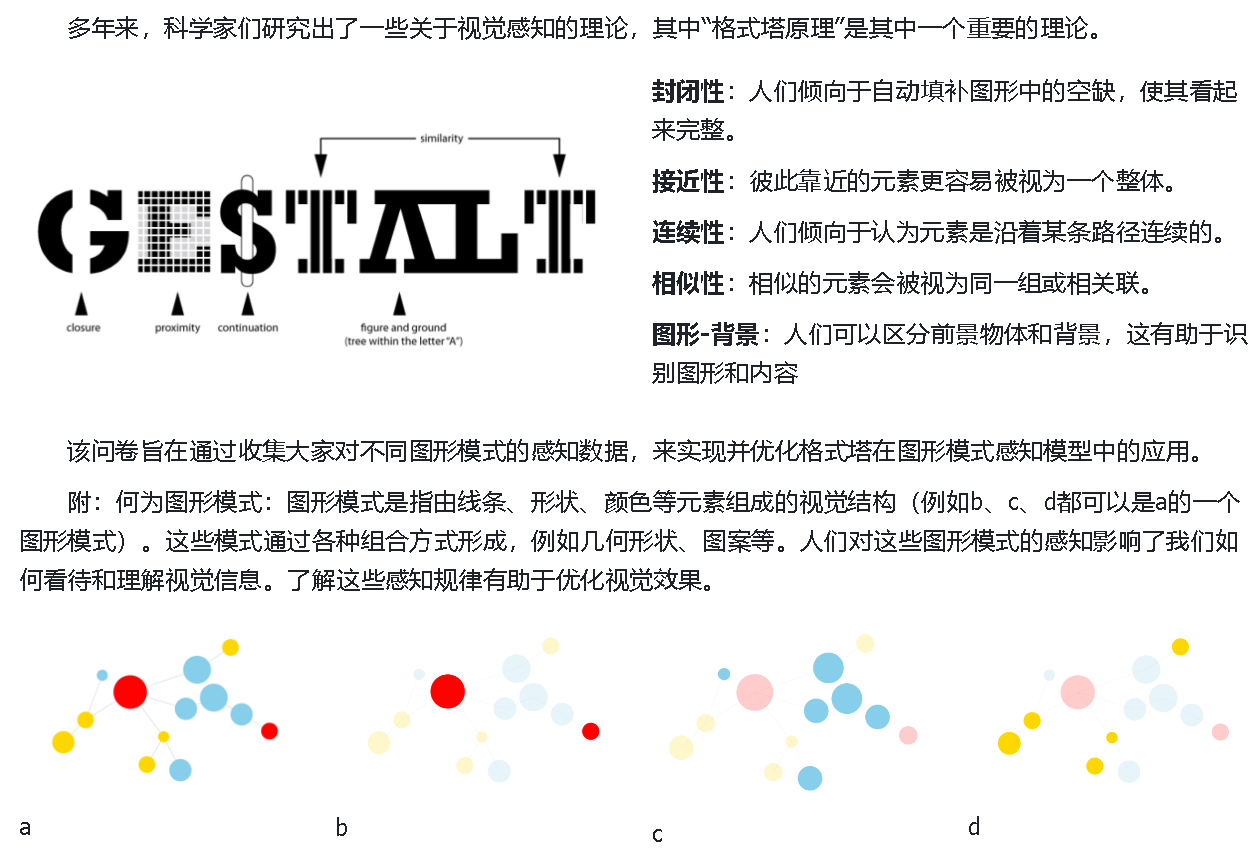 多年来，科学家们研究出了一些关于视觉感知的理论，其中“格式塔原理”是其中一个重要的理论。
similarity
GESTALT
closure
proximity
continuation
figure and ground
(tree within the letter "A")
封闭性：人们倾向于自动填补图形中的空缺，使其看起
来完整。
接近性：彼此靠近的元素更容易被视为一个整体。
连续性：人们倾向于认为元素是沿着某条路径连续的。
相似性：相似的元素会被视为同一组或相关联。
图形-背景：人们可以区分前景物体和背景，这有助于识
别图形和内容
该问卷旨在通过收集大家对不同图形模式的感知数据，来实现并优化格式塔在图形模式感知模型中的应用。
附：何为图形模式：图形模式是指由线条、形状、颜色等元素组成的视觉结构（例如b、c、d都可以是a的一个
图形模式）。这些模式通过各种组合方式形成，例如几何形状、图案等。人们对这些图形模式的感知影响了我们如
何看待和理解视觉信息。了解这些感知规律有助于优化视觉效果。
a
b
c
d